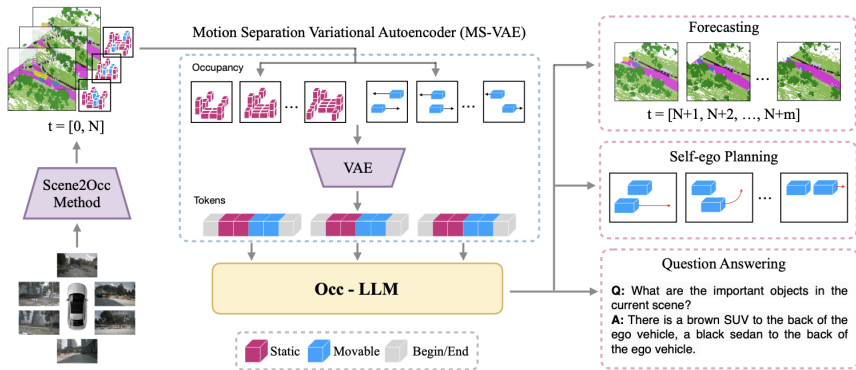 Motion Separation Variational Autoencoder (MS-VAE)
Occupancy
...
...
VAE
Tokens
t = [0, N]
Scene2Occ
Method
Occ - LLM
Static
Movable
Begin/End
Forecasting
...
t = [N+1, N+2, …, N+m]
Self-ego Planning
...
Question Answering
Q: What are the important objects in the
current scene?
A: There is a brown SUV to the back of the
ego vehicle, a black sedan to the back of
the ego vehicle.